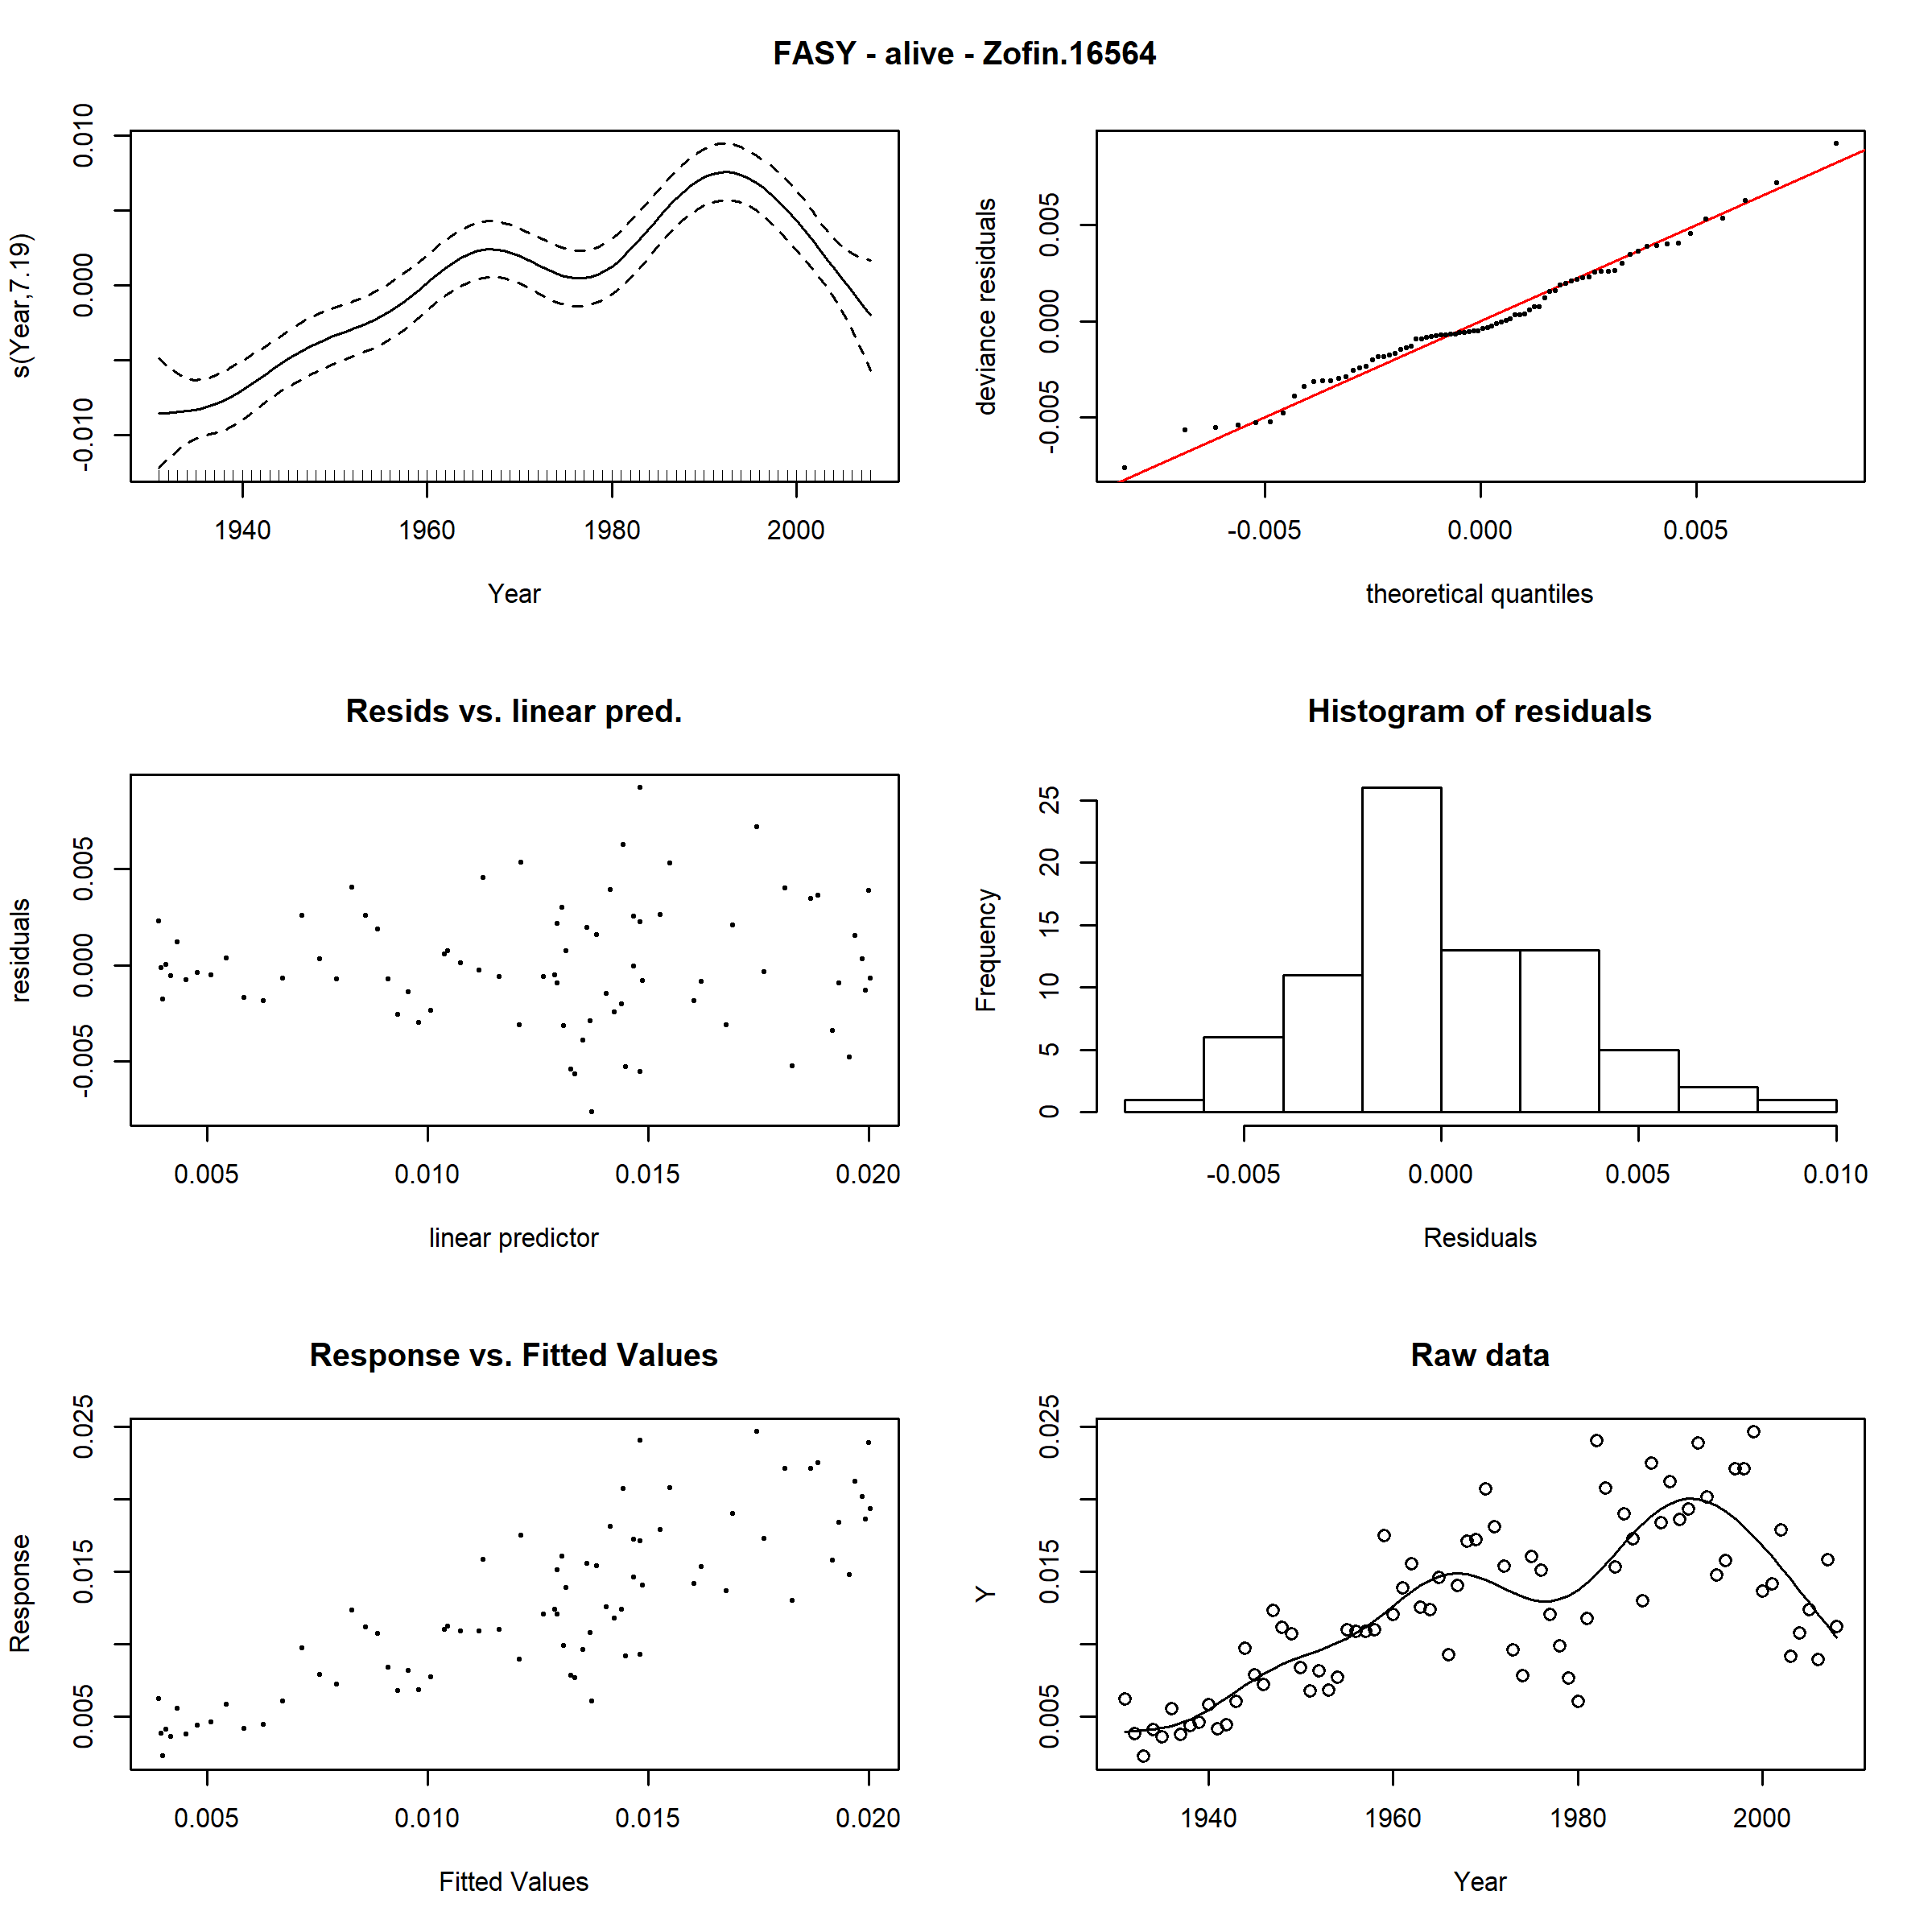 FASY - alive - Zofin.16564
s(Year,7.19)
0.010
0.000
-0.010
1940 1960 1980 2000
Year
deviance residuals
0.005
0.000
-0.005
-0.005 0.000 0.005
theoretical quantiles
Resids vs. linear pred.
residuals
0.005
0.000
-0.005
0.005 0.010 0.015 0.020
linear predictor
Histogram of residuals
Frequency
25
20
15
10
5
0
-0.005 0.000 0.005 0.010
Residuals
Response vs. Fitted Values
Response
0.025
0.015
0.005
0.005 0.010 0.015 0.020
Fitted Values
Raw data
Y
0.025
0.015
0.005
1940 1960 1980 2000
Year